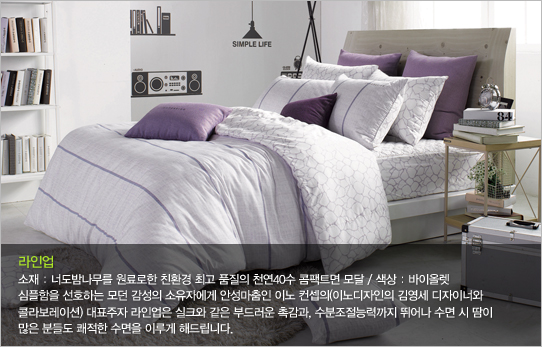 SIMPLE LIFE
라인업
소재 : 너도밤나무를 원료로한 친환경 최고 품질의 천연40수 콤팩트면 모달 / 색상 : 바이올렛
심플함을 선호하는 모던 감성의 소유자에게 안성마춤인 이노 컨셉의(이노디자인의 김영세 디자이너와
콜라보레이션) 대표주자 라인업은 실크와 같은 부드러운 촉감과, 수분조절능력까지 뛰어나 수면 시 땀이
많은 분들도 쾌적한 수면을 이루게 해드립니다.